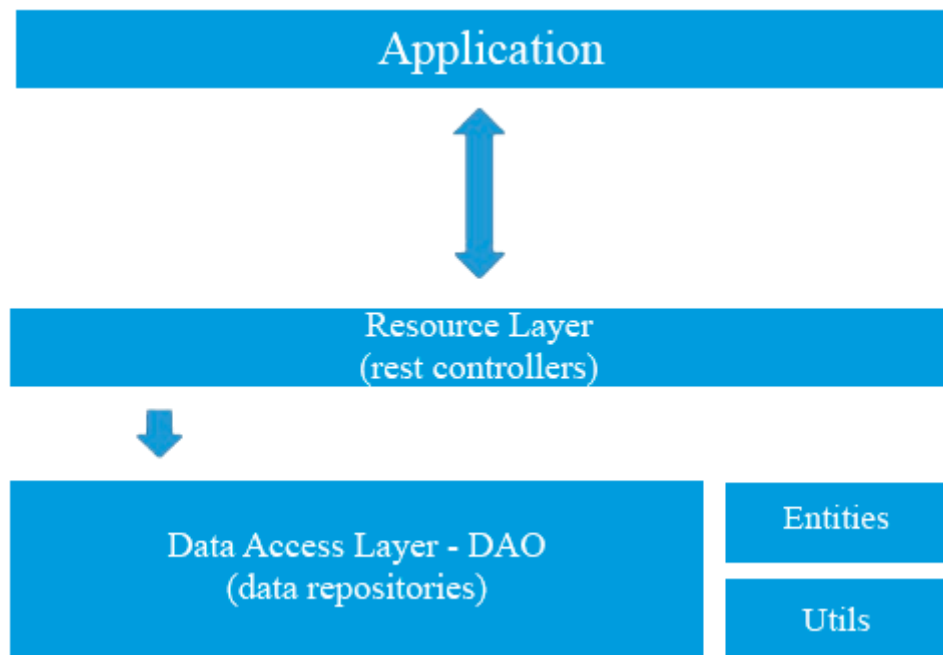 Application
Resource Layer
(rest controllers)
Data Access Layer - DAO
(data repositories)
Entities
Utils